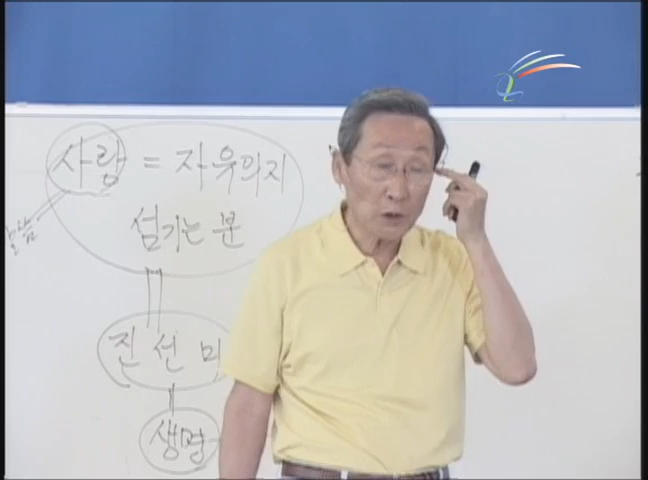 사랑 = 자유의지
섬기는 분
진 선 미
생명